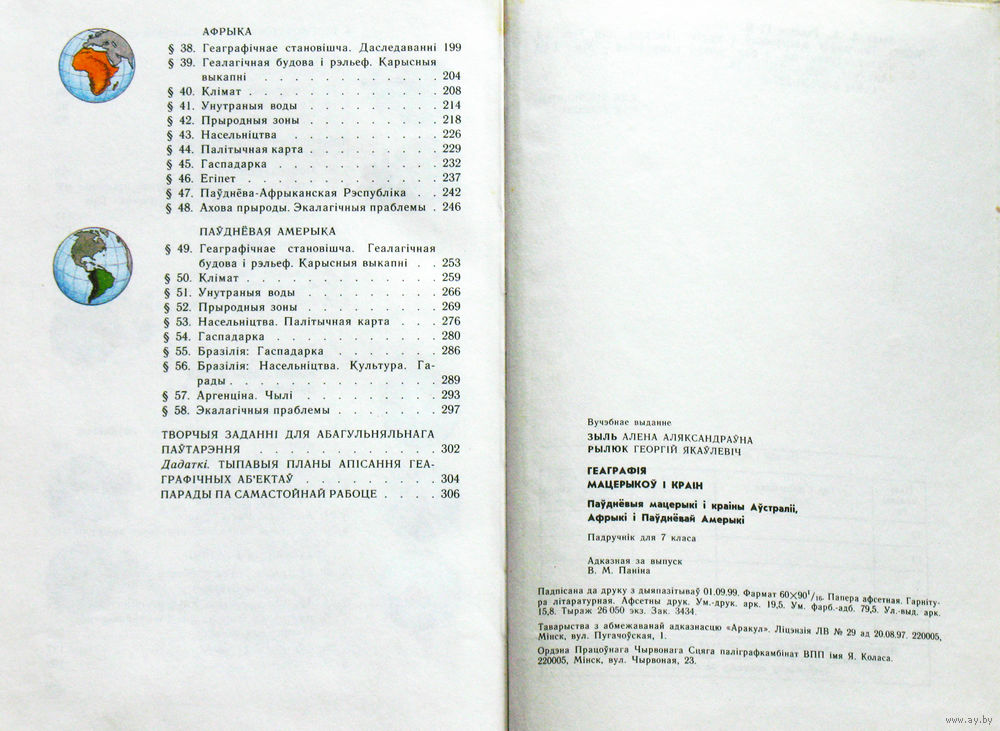 АФРЫКА
§ 38. Геаграфічнае становішча. Даследаванні 199
§ 39. Геалагічная будова і рэльеф. Карысныя
выкапні . . . . . . . . . . . . 204
§ 40. Клімат . . . . . . . . . . . . . 208
§ 41. Унутраныя воды . . . . . . . . . 214
§ 42. Прыродныя зоны . . . . . . . . . 218
§ 43. Насельніцтва . . . . . . . . . . 226
§ 44. Палітычная карта . . . . . . . . . 229
§ 45. Гаспадарка . . . . . . . . . . . 232
§ 46. Егіпет . . . . . . . . . . . . . 237
§ 47. Паўднёва-Афрыканская Рэспубліка . . 242
§ 48. Ахова прыроды. Экалагічныя праблемы . 246
ПАЎДНЁВАЯ АМЕРЫКА
§ 49. Геаграфічнае становішча. Геалагічная
будова і рэльеф. Карысныя выкапні . . 253
§ 50. Клімат . . . . . . . . . . . . . 259
§ 51. Унутраныя воды . . . . . . . . . 266
§ 52. Прыродныя зоны . . . . . . . . . 269
§ 53. Насельніцтва. Палітычная карта . . . 276
§ 54. Гаспадарка . . . . . . . . . . . 280
§ 55. Бразілія: Гаспадарка . . . . . . . 286
§ 56. Бразілія: Насельніцтва. Культура. Га-
рады . . . . . . . . . . . . . . 289
§ 57. Аргенціна. Чылі . . . . . . . . . 293
§ 58. Экалагічныя праблемы . . . . . . . 297
ТВОРЧЫЯ ЗАДАННІ ДЛЯ АБАГУЛЬНЯЛЬНАГА
ПАЎТАРЭННЯ . . . . . . . . . . . . 302
Дадаткі. ТЫПАВЫЯ ПЛАНЫ АПІСАННЯ ГЕА-
ГРАФІЧНЫХ АБ'ЕКТАЎ . . . . . . . . . 304
ПАРАДЫ ПА САМАСТОЙНАЙ РАБОЦЕ . . . . 306
Вучэбнае выданне
ЗЫЛЬ АЛЕНА АЛЯКСАНДРАЎНА
РЫЛЮК ГЕОРГІЙ ЯКАЎЛЕВІЧ
ГЕАГРАФІЯ
МАЦЕРЫКОЎ І КРАІН
Паўднёвыя мацерыкі і краіны Аўстраліі,
Афрыкі і Паўднёвай Амерыкі
Падручнік для 7 класа
Адказная за выпуск
В. М. Паніна
Падпісана да друку з дыяпазітываў 01.09.99. Фармат 60×90¹/₁₆. Папера афсетная. Гарніту-
ра літаратурная. Афсетны друк. Ум.-друк. арк. 19,5. Ум. фарб.-адб. 79,5. Ул.-выд. арк.
15,8. Тыраж 26 050 экз. Зак. 3434.
Таварыства з абмежаванай адказнасцю «Аракул». Ліцэнзія ЛВ № 29 ад 20.08.97. 220005,
Мінск, вул. Пугачоўская, 1.
Ордэна Працоўнага Чырвонага Сцяга паліграфкамбінат ВПП імя Я. Коласа.
220005, Мінск, вул. Чырвоная, 23.
www.ay.by